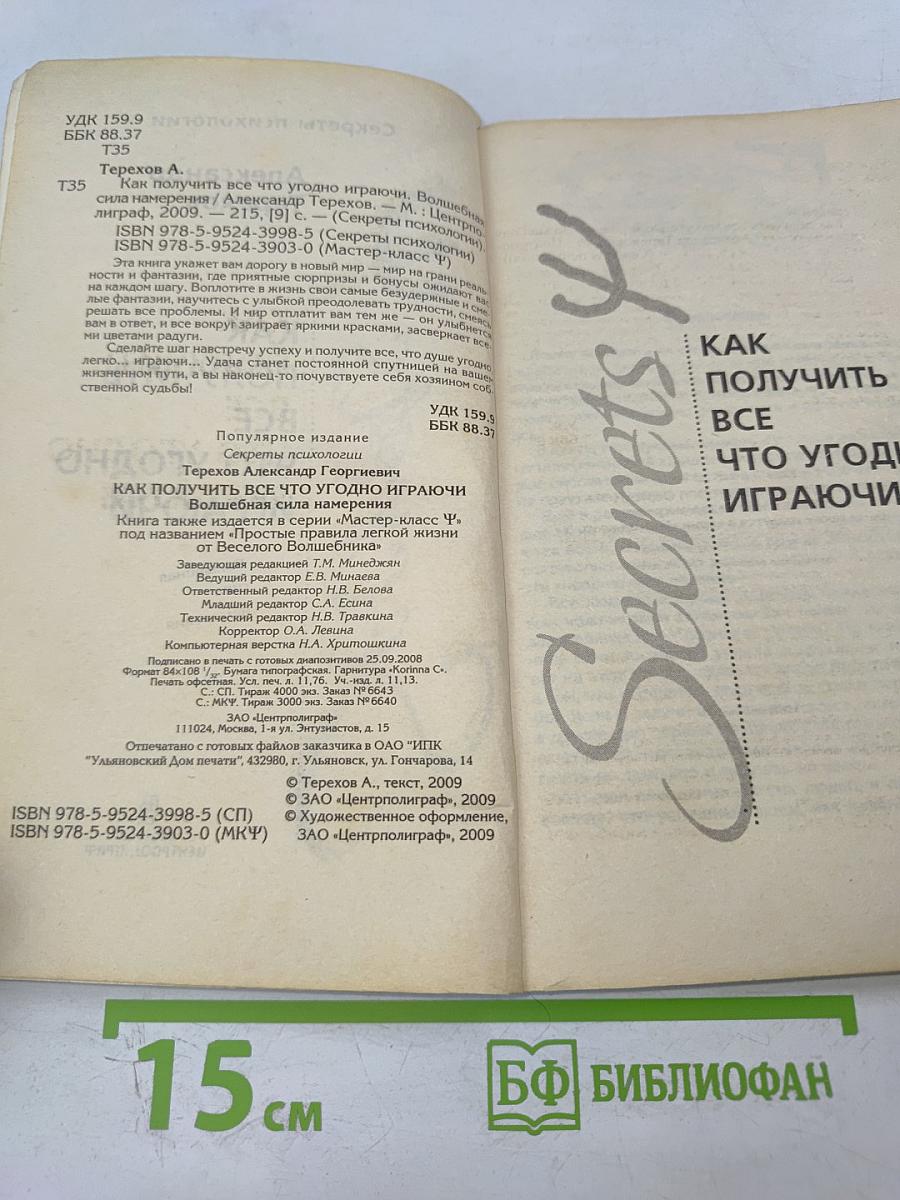 УДК 159.9
ББК 88.37
Т35
Терехов А.
Т35 Как получить все что угодно играючи. Волшебная
сила намерения / Александр Терехов. — М. : Центрпо-
лиграф, 2009. — 215, [9] с. — (Секреты психологии).
ISBN 978-5-9524-3998-5 (Секреты психологии)
ISBN 978-5-9524-3903-0 (Мастер-класс Ψ)
Эта книга укажет вам дорогу в новый мир — мир на грани реаль-
ности и фантазии, где приятные сюрпризы и бонусы ожидают вас
на каждом шагу. Воплотите в жизнь свои самые безудержные и сме-
лые фантазии, научитесь с улыбкой преодолевать трудности, смеясь
решать все проблемы. И мир отплатит вам тем же — он улыбнется
вам в ответ, и все вокруг заиграет яркими красками, засверкает все-
ми цветами радуги.
Сделайте шаг навстречу успеху и получите все, что душе угодно,
легко... играючи... Удача станет постоянной спутницей на вашем
жизненном пути, а вы наконец-то почувствуете себя хозяином соб-
ственной судьбы!
УДК 159.9
ББК 88.37
Популярное издание
Секреты психологии
Терехов Александр Георгиевич
КАК ПОЛУЧИТЬ ВСЕ ЧТО УГОДНО ИГРАЮЧИ
Волшебная сила намерения
Книга также издается в серии «Мастер-класс Ψ»
под названием «Простые правила легкой жизни
от Веселого Волшебника»
Заведующая редакцией Т.М. Минеджян
Ведущий редактор Е.В. Минаева
Ответственный редактор Н.В. Белова
Младший редактор С.А. Есина
Технический редактор Н.В. Травкина
Корректор О.А. Левина
Компьютерная верстка Н.А. Хритошкина
Подписано в печать с готовых диапозитивов 25.09.2008
Формат 84×108 1/32. Бумага типографская. Гарнитура «Korinna C».
Печать офсетная. Усл. печ. л. 11,76. Уч.-изд. л. 11,13.
С.: СП. Тираж 4000 экз. Заказ № 6643
С.: МКΨ. Тираж 3000 экз. Заказ № 6640
ЗАО «Центрполиграф»
111024, Москва, 1-я ул. Энтузиастов, д. 15
Отпечатано с готовых файлов заказчика в ОАО "ИПК
"Ульяновский Дом печати", 432980, г. Ульяновск, ул. Гончарова, 14
© Терехов А., текст, 2009
© ЗАО «Центрполиграф», 2009
ISBN 978-5-9524-3998-5 (СП) © Художественное оформление,
ISBN 978-5-9524-3903-0 (МКΨ) ЗАО «Центрполиграф», 2009
Secrets Ψ
КАК
ПОЛУЧИТЬ
ВСЕ
ЧТО УГОДН
ИГРАЮЧИ
15 см
БФ БИБЛИОФАН